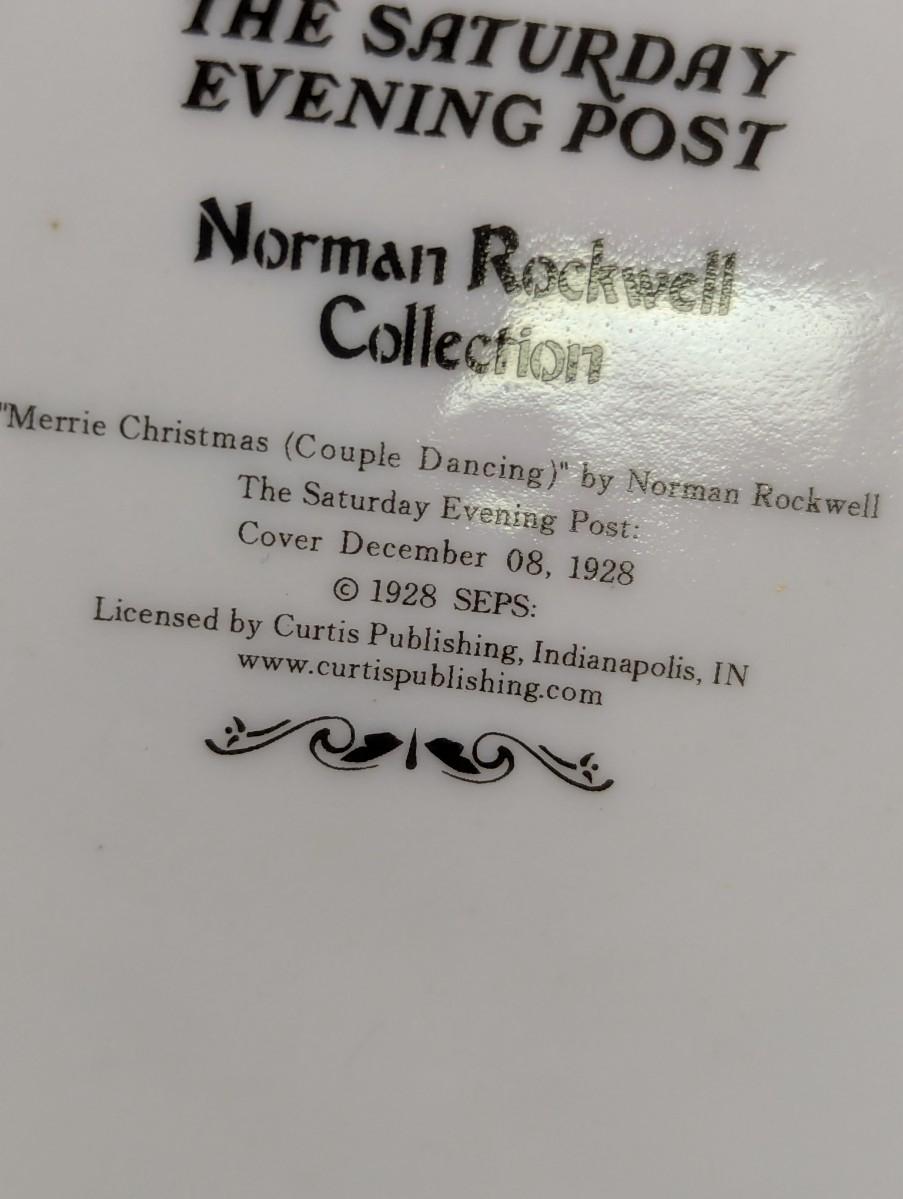 THE SATURDAY
EVENING POST
Norman Rockwell
Collection
"Merrie Christmas (Couple Dancing)" by Norman Rockwell
The Saturday Evening Post:
Cover December 08, 1928
© 1928 SEPS:
Licensed by Curtis Publishing, Indianapolis, IN
www.curtispublishing.com